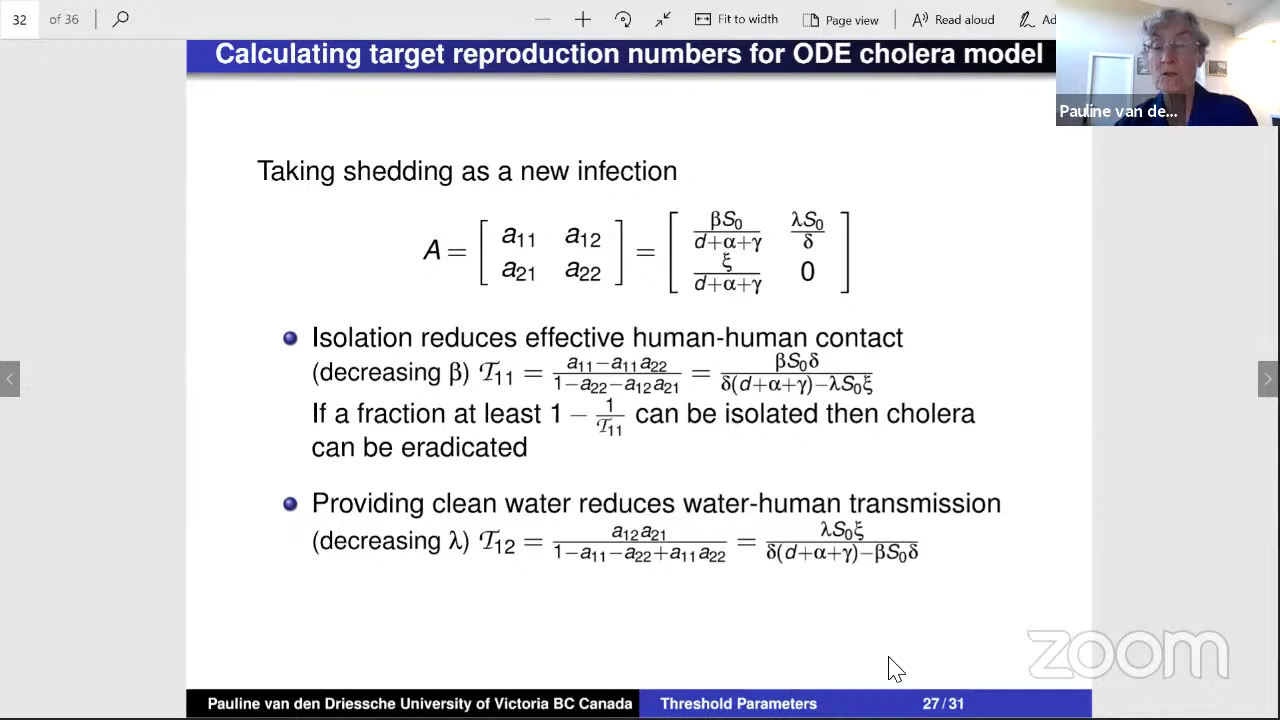 32 of 36 Fit to width Page view Read aloud Ad
Calculating target reproduction numbers for ODE cholera model
Pauline van de...
Taking shedding as a new infection
A = [ a11 a12 ; a21 a22 ] = [ βS0/(d+α+γ) λS0/δ ; ξ/(d+α+γ) 0 ]
Isolation reduces effective human-human contact
(decreasing β) 𝒯11 = (a11−a11a22)/(1−a22−a12a21) = βS0δ/(δ(d+α+γ)−λS0ξ)
If a fraction at least 1 − 1/𝒯11 can be isolated then cholera
can be eradicated
Providing clean water reduces water-human transmission
(decreasing λ) 𝒯12 = a12a21/(1−a11−a22+a11a22) = λS0ξ/(δ(d+α+γ)−βS0δ)
zoom
Pauline van den Driessche University of Victoria BC Canada Threshold Parameters 27 / 31